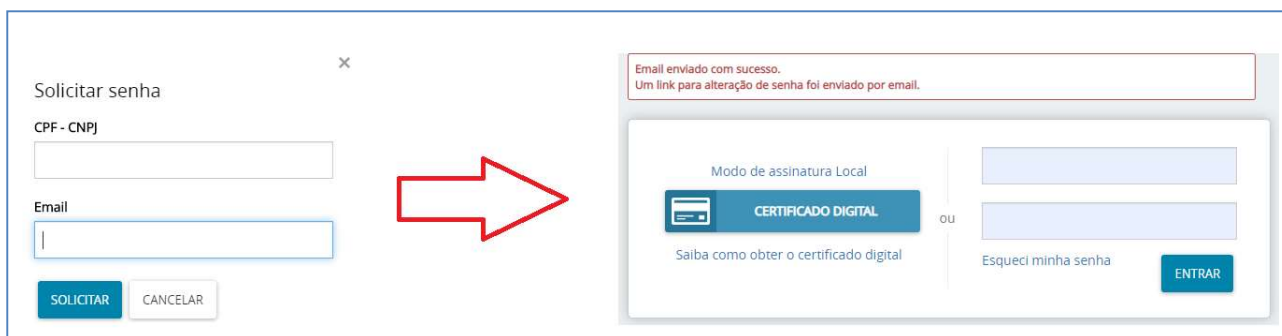 ×
Solicitar senha
CPF - CNPJ
Email
SOLICITAR
CANCELAR
Email enviado com sucesso.
Um link para alteração de senha foi enviado por email.
Modo de assinatura Local
CERTIFICADO DIGITAL
Saiba como obter o certificado digital
ou
Esqueci minha senha
ENTRAR